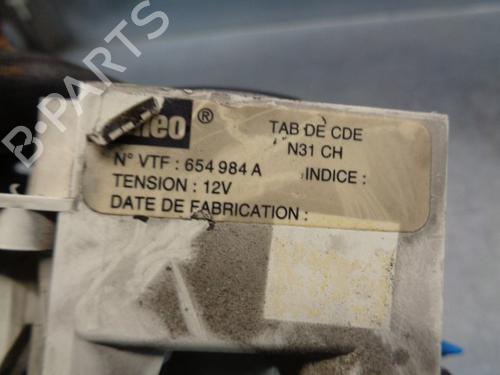 ®
TAB DE CDE
N31 CH
N° VTF : 654 984 A
INDICE :
TENSION : 12V
DATE DE FABRICATION :
B-PARTS